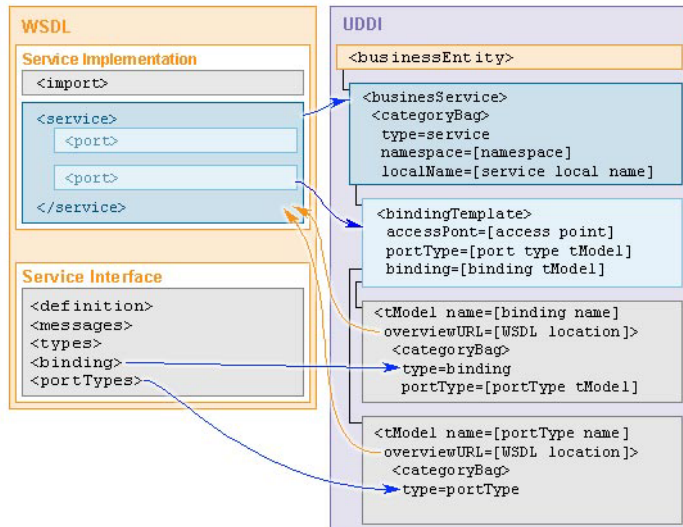 WSDL
Service Implementation
<import>
<service>
<port>
<port>
</service>
Service Interface
<definition>
<messages>
<types>
<binding>
<portTypes>
UDDI
<businessEntity>
<businesService>
<categoryBag>
type=service
namespace=[namespace]
localName=[service local name]
<bindingTemplate>
accessPont=[access point]
portType=[port type tModel]
binding=[binding tModel]
<tModel name=[binding name]
overviewURL=[WSDL location]>
<categoryBag>
type=binding
portType=[portType tModel]
<tModel name=[portType name]
overviewURL=[WSDL location]>
<categoryBag>
type=portType